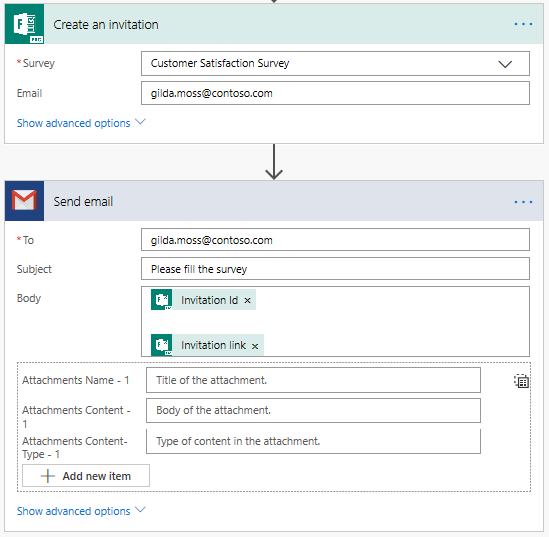 Create an invitation
* Survey
Customer Satisfaction Survey
Email
gilda.moss@contoso.com
Show advanced options
Send email
* To
gilda.moss@contoso.com
Subject
Please fill the survey
Body
Invitation Id ×
Invitation link ×
Attachments Name - 1
Title of the attachment.
Attachments Content -
1
Body of the attachment.
Attachments Content-
Type - 1
Type of content in the attachment.
Add new item
Show advanced options